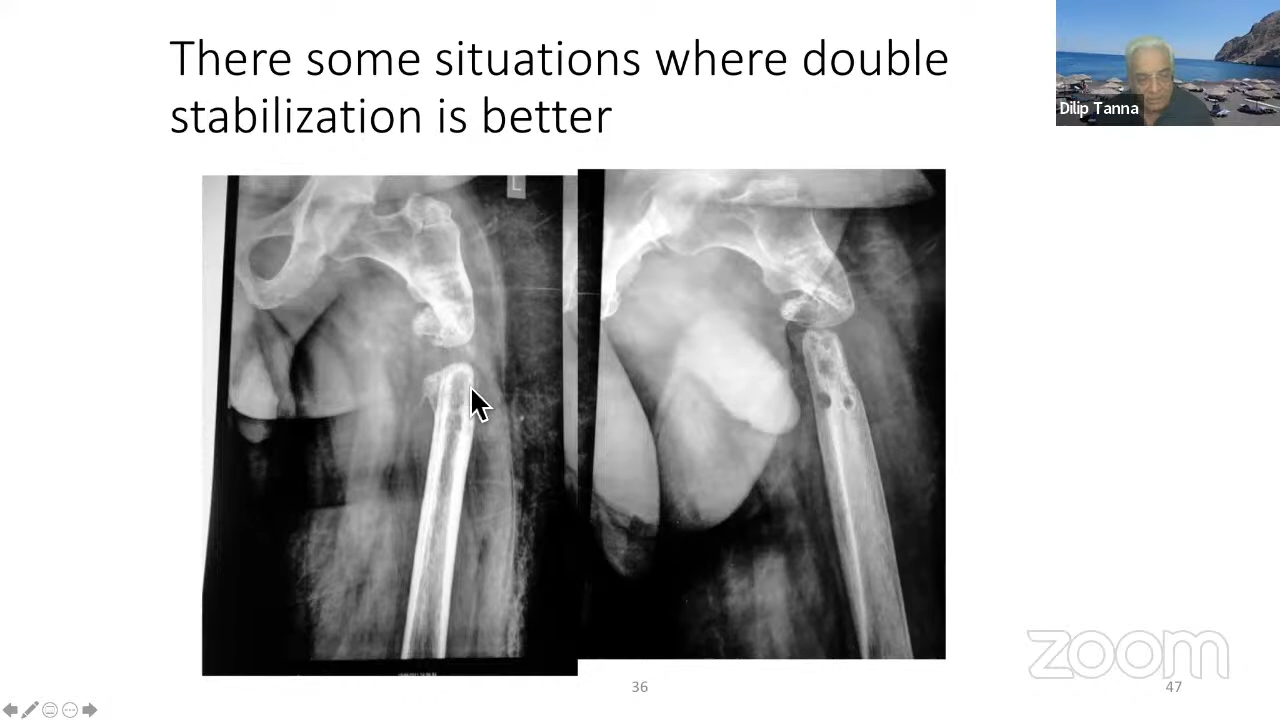 There some situations where double
stabilization is better
Dilip Tanna
L
zoom
36
47